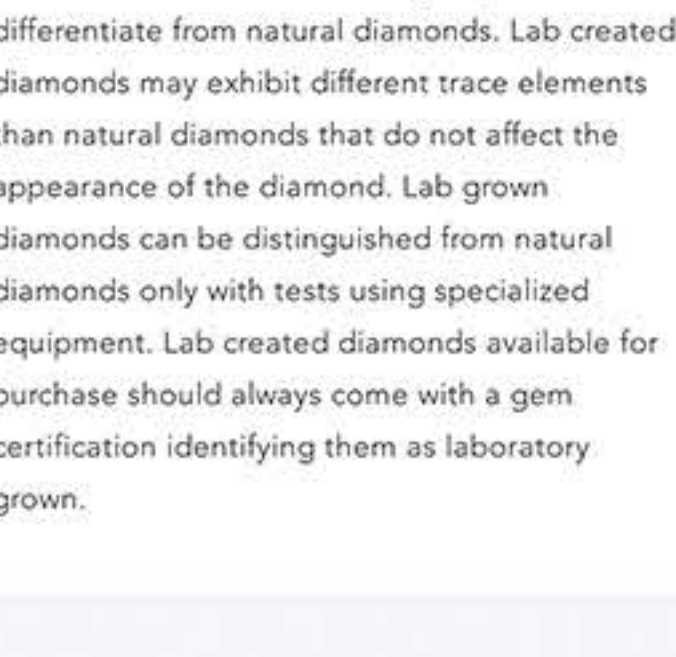 differentiate from natural diamonds. Lab created
diamonds may exhibit different trace elements
than natural diamonds that do not affect the
appearance of the diamond. Lab grown
diamonds can be distinguished from natural
diamonds only with tests using specialized
equipment. Lab created diamonds available for
purchase should always come with a gem
certification identifying them as laboratory
grown.